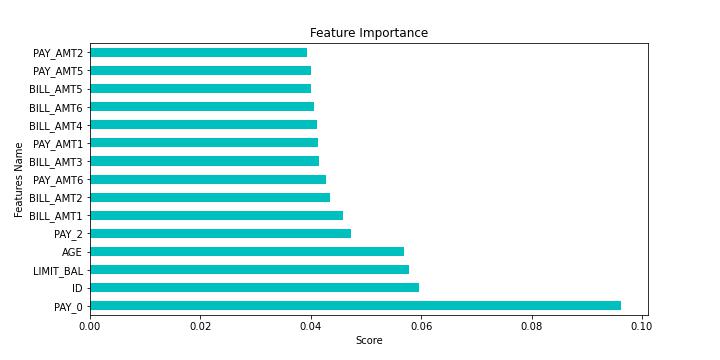 Feature Importance
Features Name
PAY_AMT2
PAY_AMT5
BILL_AMT5
BILL_AMT6
BILL_AMT4
PAY_AMT1
BILL_AMT3
PAY_AMT6
BILL_AMT2
BILL_AMT1
PAY_2
AGE
LIMIT_BAL
ID
PAY_0
0.00 0.02 0.04 0.06 0.08 0.10
Score